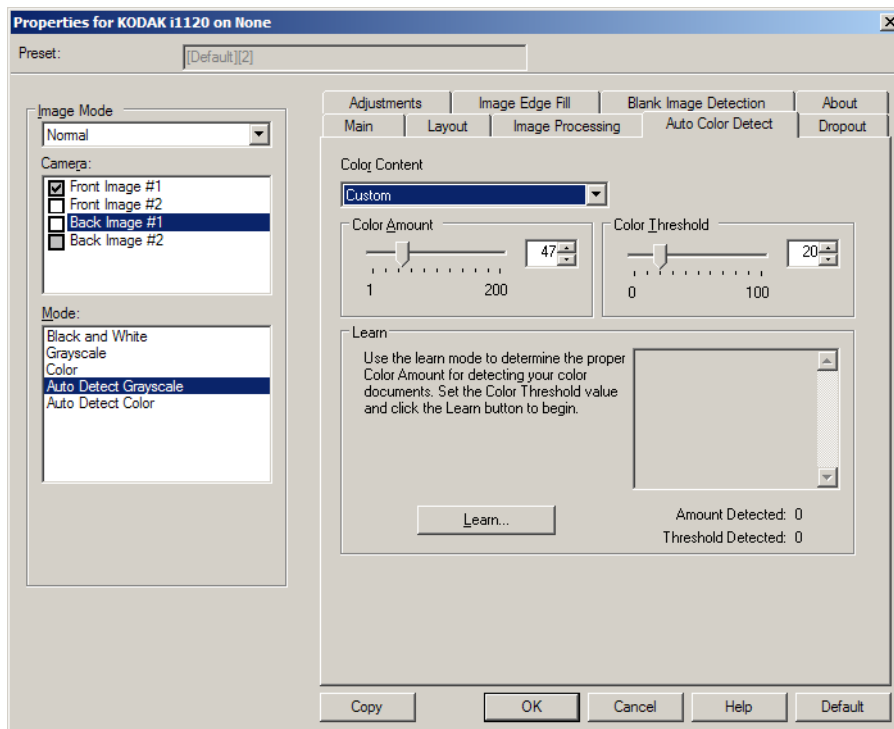 Properties for KODAK i1120 on None
Preset: [Default][2]
Image Mode
Normal
Camera:
Front Image #1
Front Image #2
Back Image #1
Back Image #2
Mode:
Black and White
Grayscale
Color
Auto Detect Grayscale
Auto Detect Color
Adjustments Image Edge Fill Blank Image Detection About
Main Layout Image Processing Auto Color Detect Dropout
Color Content
Custom
Color Amount
47
1 200
Color Threshold
20
0 100
Learn
Use the learn mode to determine the proper
Color Amount for detecting your color
documents. Set the Color Threshold value
and click the Learn button to begin.
Learn...
Amount Detected: 0
Threshold Detected: 0
Copy OK Cancel Help Default